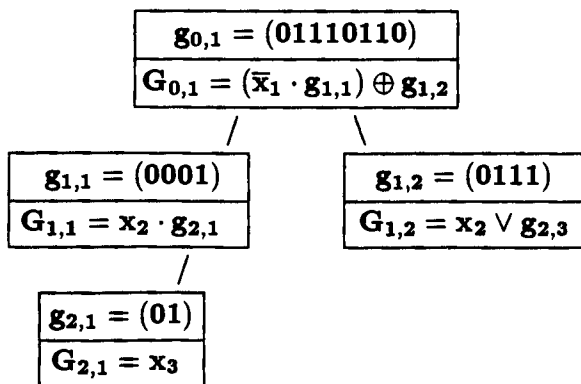 g₀,₁ = (01110110)
G₀,₁ = (x̅₁ · g₁,₁) ⊕ g₁,₂
g₁,₁ = (0001)
g₁,₂ = (0111)
G₁,₁ = x₂ · g₂,₁
G₁,₂ = x₂ ∨ g₂,₃
g₂,₁ = (01)
G₂,₁ = x₃